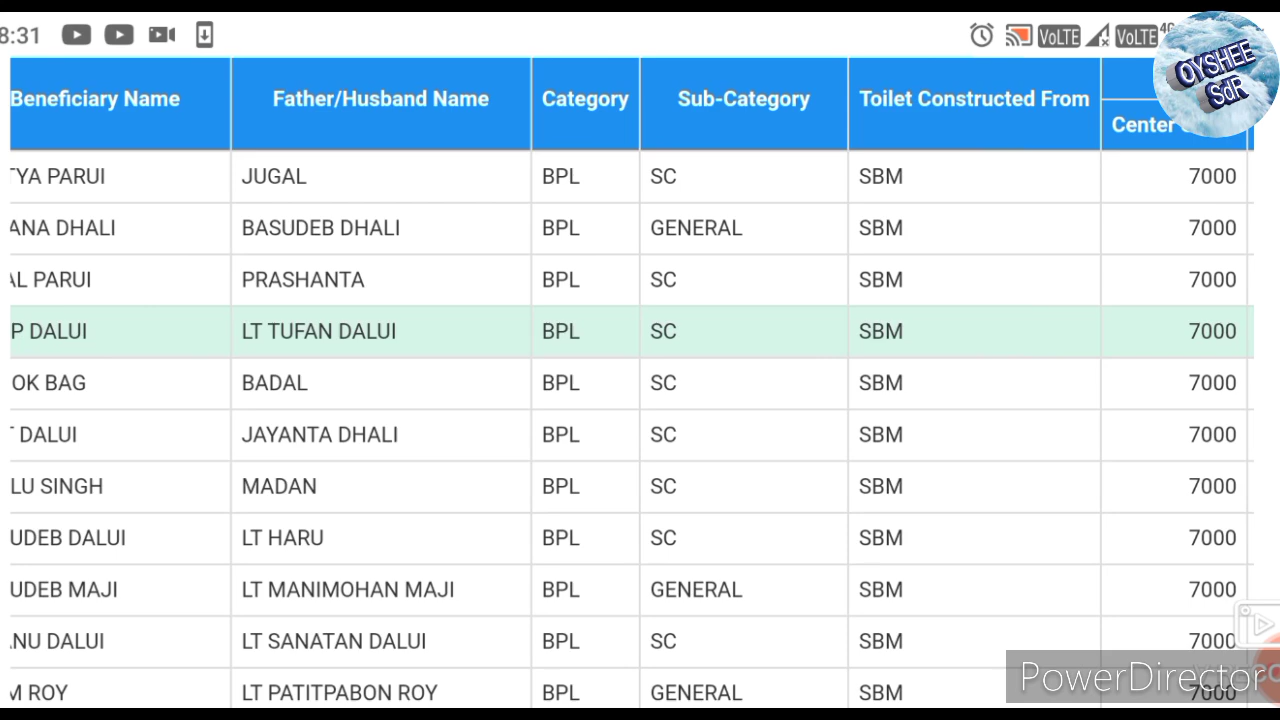 8:31 VoLTE VoLTE 4G
OYSHEE
SdR
Beneficiary Name Father/Husband Name Category Sub-Category Toilet Constructed From
Center
TYA PARUI JUGAL BPL SC SBM 7000
ANA DHALI BASUDEB DHALI BPL GENERAL SBM 7000
AL PARUI PRASHANTA BPL SC SBM 7000
P DALUI LT TUFAN DALUI BPL SC SBM 7000
OK BAG BADAL BPL SC SBM 7000
DALUI JAYANTA DHALI BPL SC SBM 7000
LU SINGH MADAN BPL SC SBM 7000
UDEB DALUI LT HARU BPL SC SBM 7000
UDEB MAJI LT MANIMOHAN MAJI BPL GENERAL SBM 7000
ANU DALUI LT SANATAN DALUI BPL SC SBM 7000
M ROY LT PATITPABON ROY BPL GENERAL SBM 7000
PowerDirector